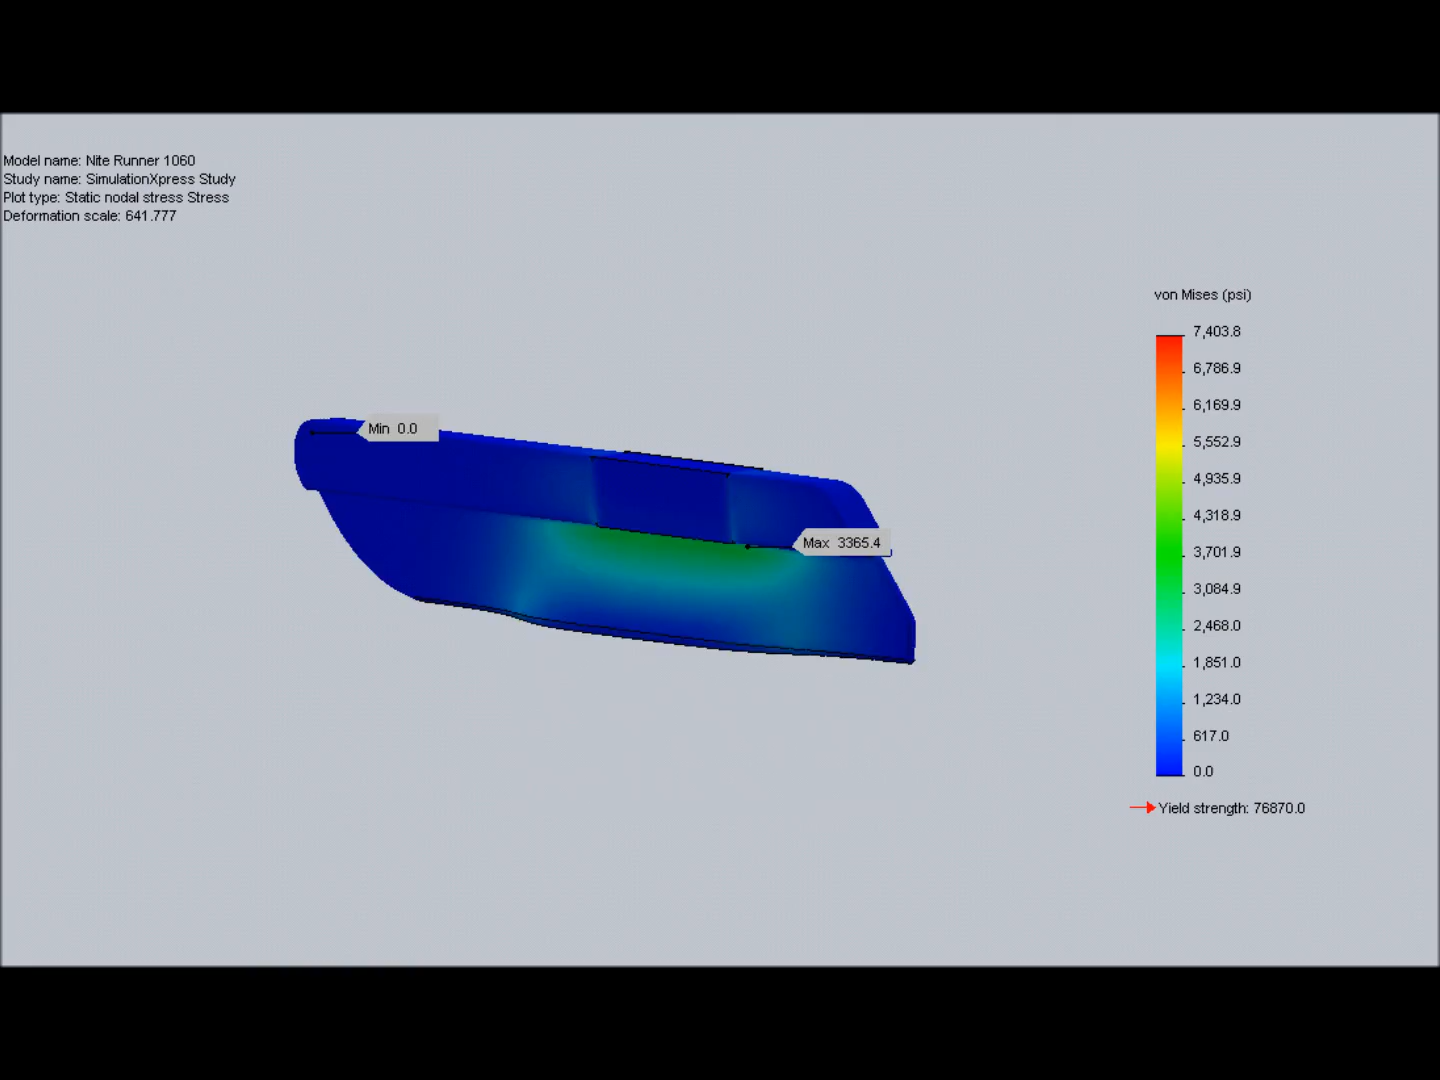 Model name: Nite Runner 1060
Study name: SimulationXpress Study
Plot type: Static nodal stress Stress
Deformation scale: 641.777
von Mises (psi)
7,403.8
6,786.9
6,169.9
5,552.9
4,935.9
4,318.9
3,701.9
3,084.9
2,468.0
1,851.0
1,234.0
617.0
0.0
Yield strength: 76870.0
Min 0.0
Max 3365.4